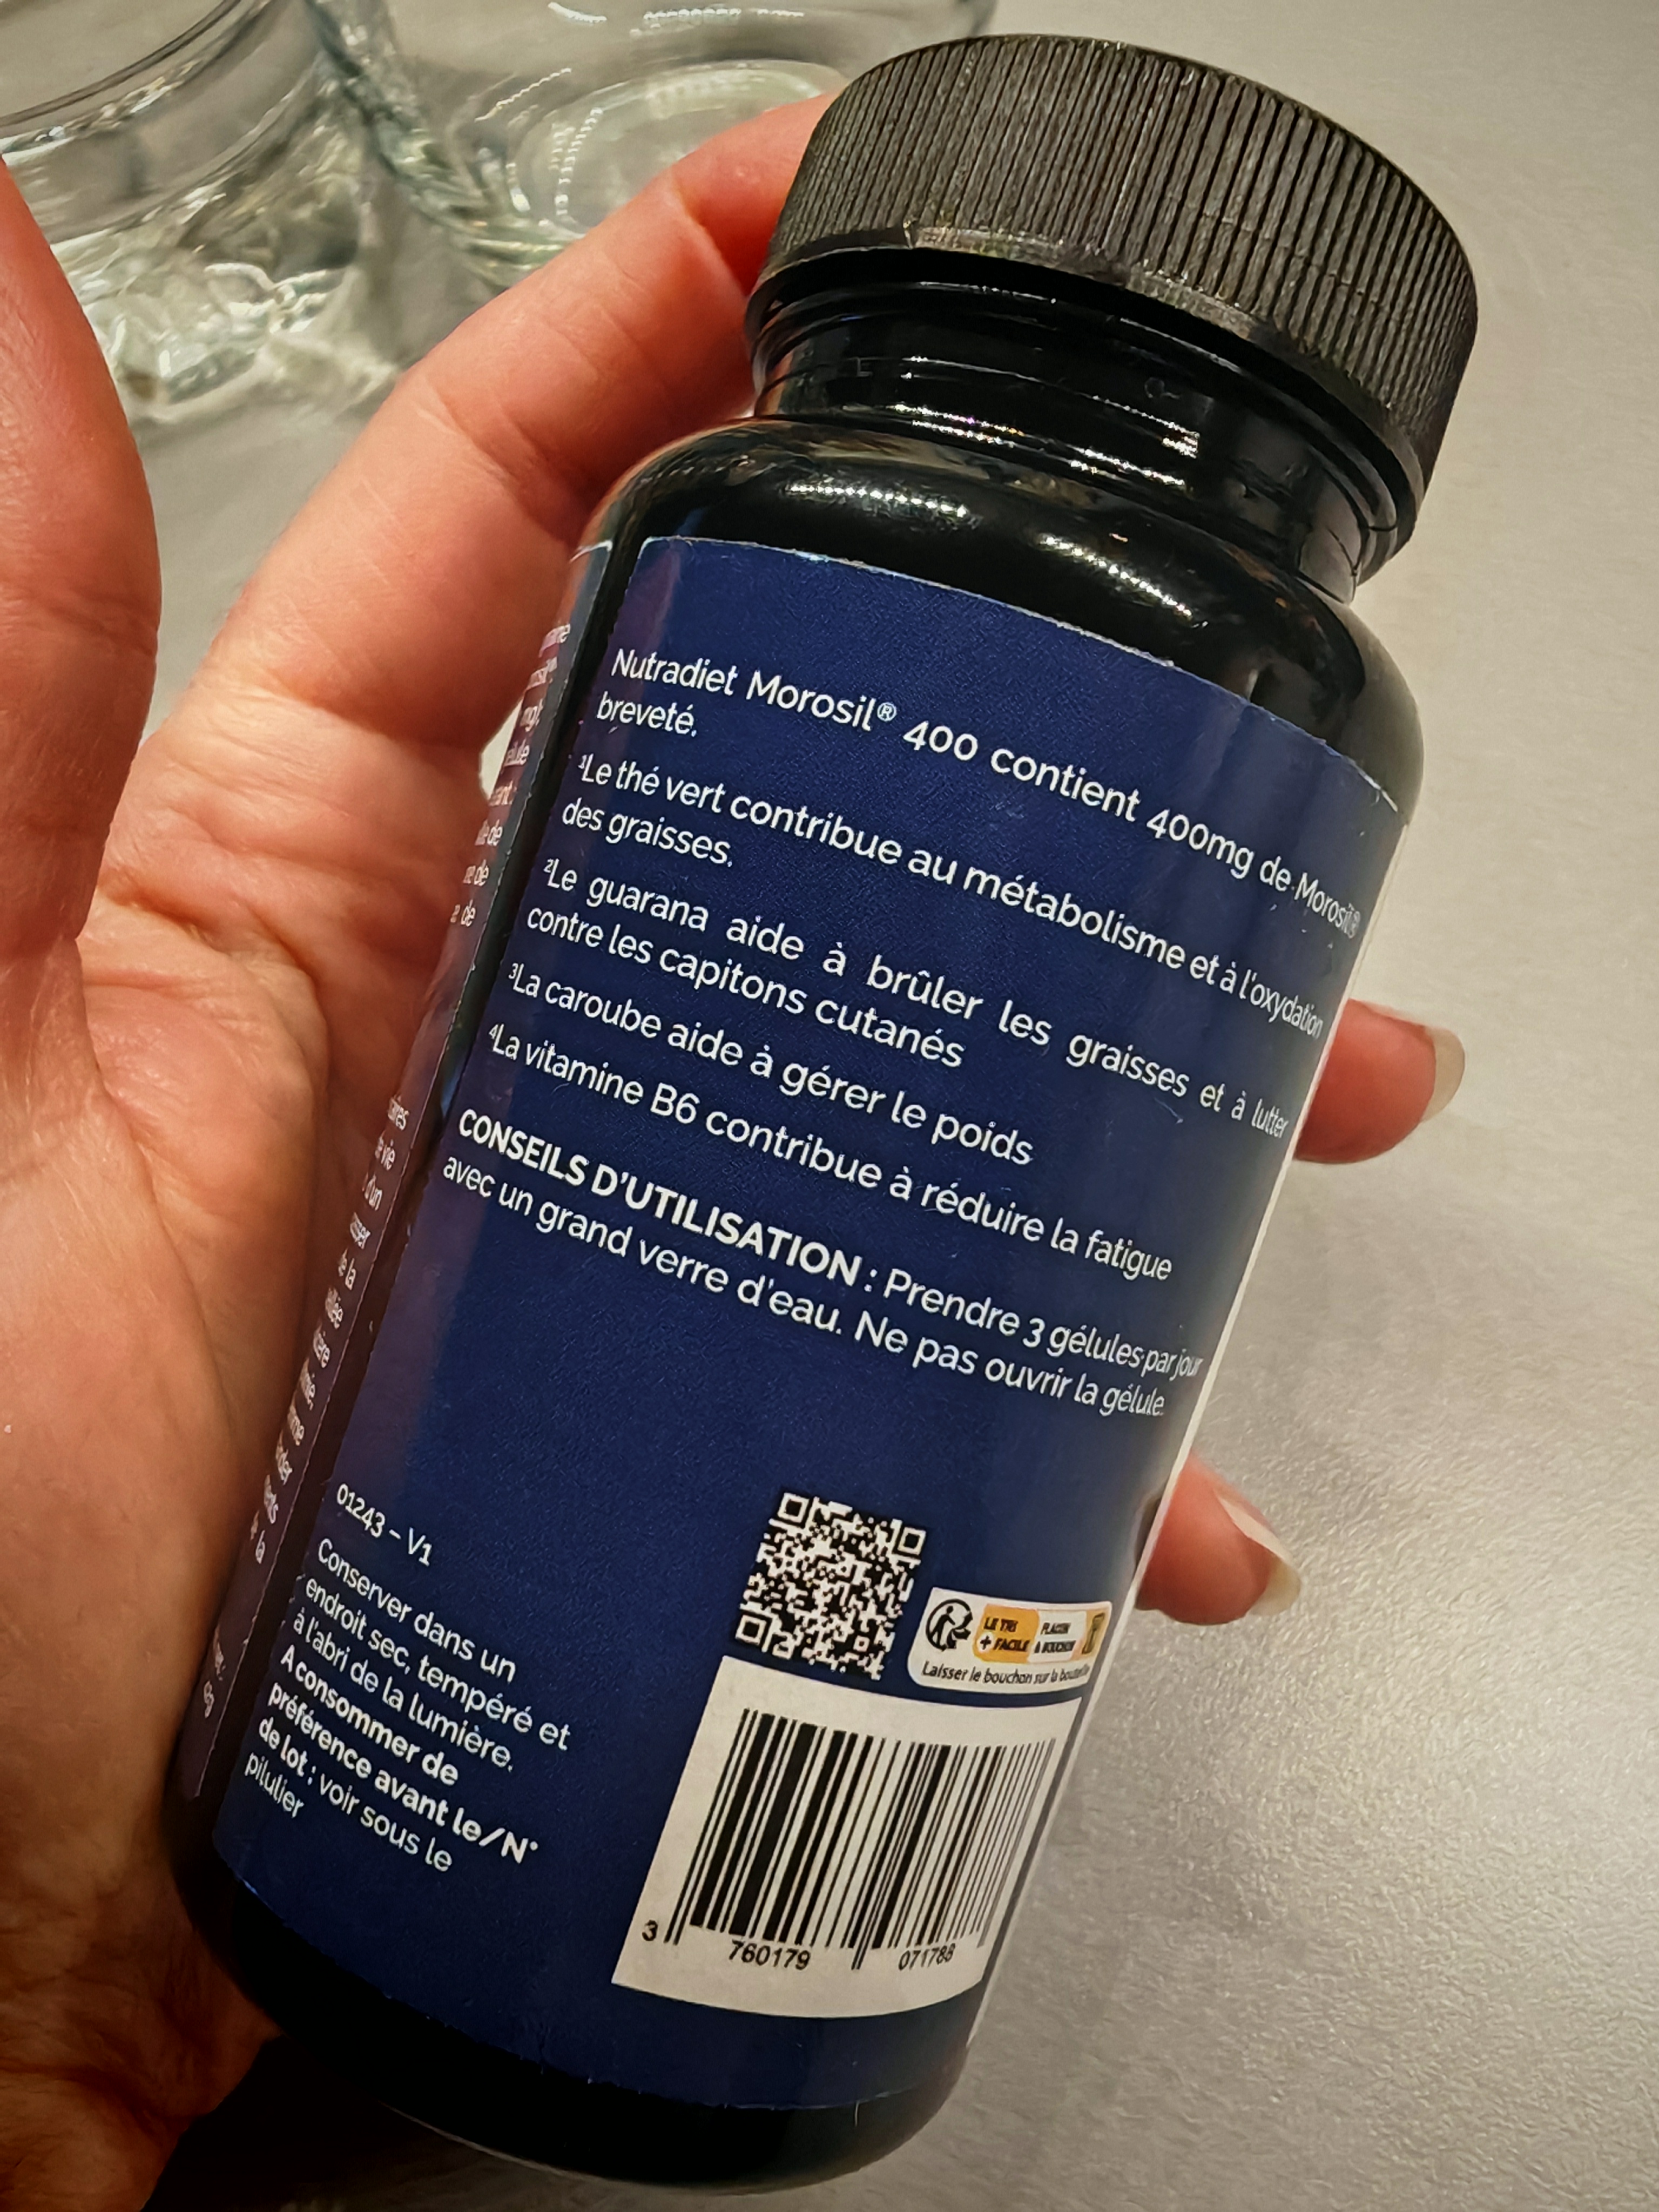 Nutradiet Morosil® 400 contient 400mg de Morosil®
breveté.
¹Le thé vert contribue au métabolisme et à l'oxydation
des graisses.
²Le guarana aide à brûler les graisses et à lutter
contre les capitons cutanés
³La caroube aide à gérer le poids
⁴La vitamine B6 contribue à réduire la fatigue
CONSEILS D'UTILISATION : Prendre 3 gélules par jour
avec un grand verre d'eau. Ne pas ouvrir la gélule.
01243 – V1
Conserver dans un
endroit sec, tempéré et
à l'abri de la lumière.
A consommer de
préférence avant le/N°
de lot : voir sous le
pilulier
LE TRI
+ FACILE
FLACON
& BOUCHON
Laisser le bouchon sur la bouteille
3 760179 071788